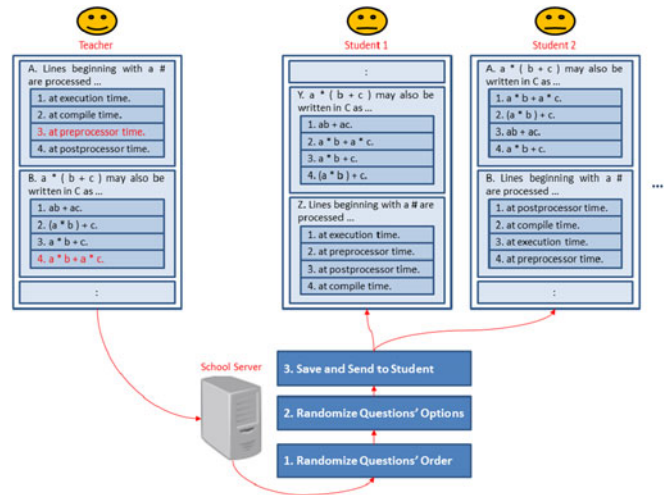 Teacher
A. Lines beginning with a #
are processed ...
1. at execution time.
2. at compile time.
3. at preprocessor time.
4. at postprocessor time.
B. a * ( b + c ) may also be
written in C as ...
1. ab + ac.
2. (a * b ) + c.
3. a * b + c.
4. a * b + a * c.
:
Student 1
:
Y. a * ( b + c ) may also be
written in C as ...
1. ab + ac.
2. a * b + a * c.
3. a * b + c.
4. (a * b ) + c.
Z. Lines beginning with a # are
processed ...
1. at execution time.
2. at preprocessor time.
3. at postprocessor time.
4. at compile time.
Student 2
A. a * ( b + c ) may also be
written in C as ...
1. a * b + a * c.
2. (a * b ) + c.
3. ab + ac.
4. a * b + c.
B. Lines beginning with a #
are processed ...
1. at postprocessor time.
2. at compile time.
3. at execution time.
4. at preprocessor time.
:
...
School Server
3. Save and Send to Student
2. Randomize Questions' Options
1. Randomize Questions' Order